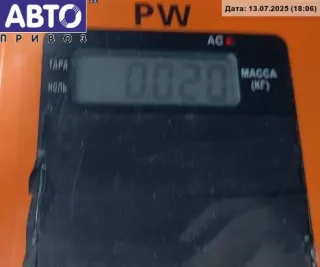 АВТО
ПРИВОЗ
PW
Дата: 13.07.2025 (18:06)
AC
ТАРА
НОЛЬ
0.020
МАССА
(КГ)